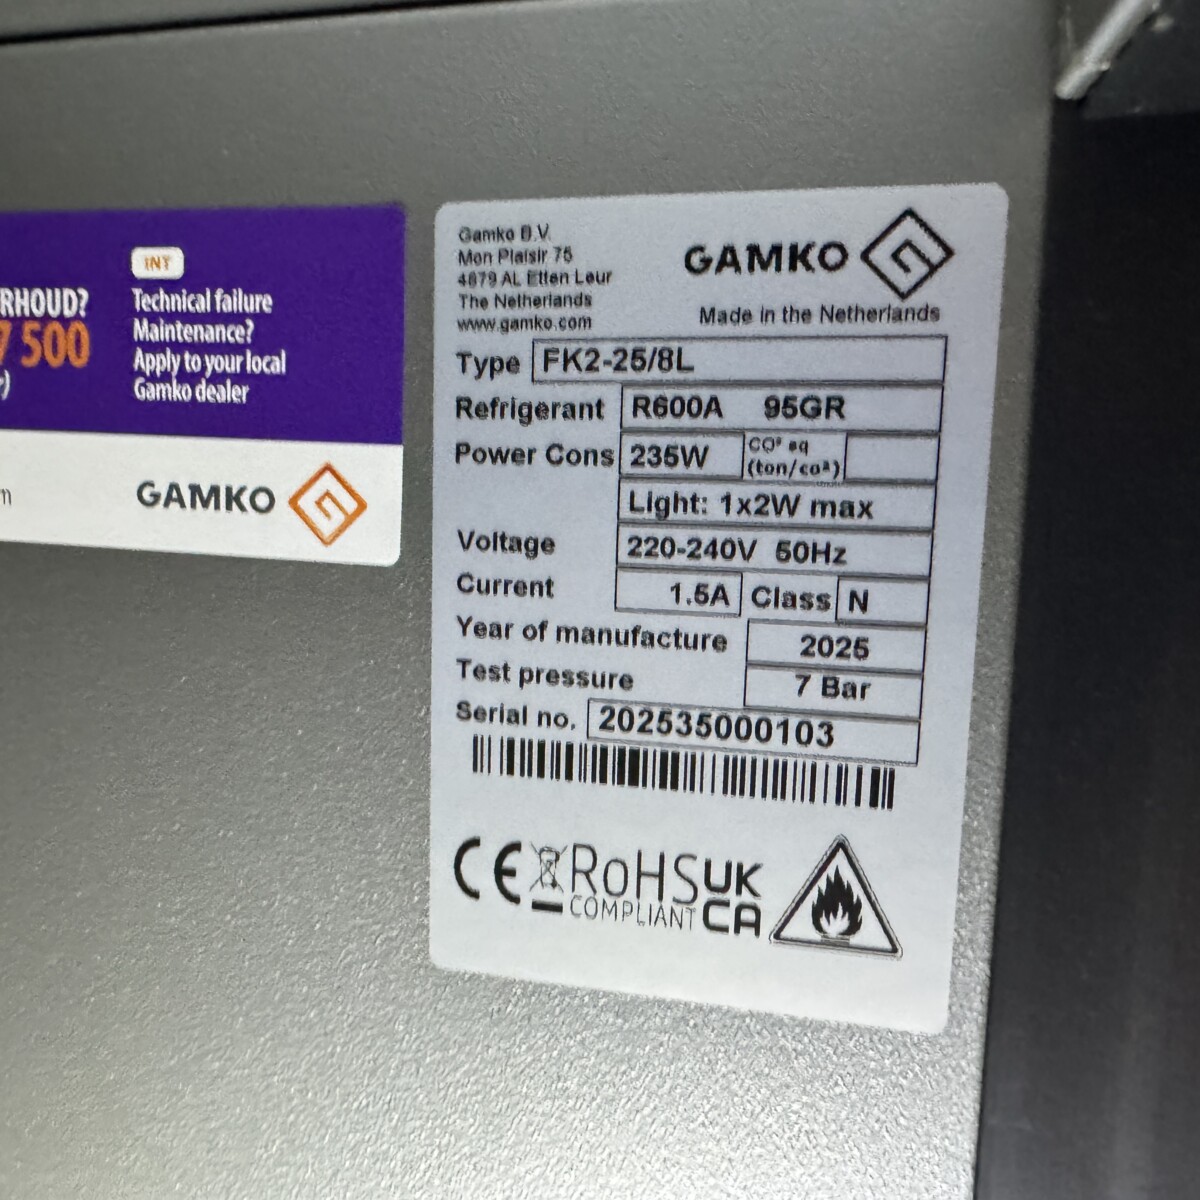 RHOUD?
7 500
INT
Technical failure
Maintenance?
Apply to your local
Gamko dealer
GAMKO
Gamko B.V.
Mon Plaisir 75
4879 AL Etten Leur
The Netherlands
www.gamko.com
GAMKO
Made in the Netherlands
Type FK2-25/8L
Refrigerant R600A 95GR
Power Cons 235W CO² eq (ton/co²)
Light: 1x2W max
Voltage 220-240V 50Hz
Current 1.5A Class N
Year of manufacture 2025
Test pressure 7 Bar
Serial no. 202535000103
CE RoHS UK
COMPLIANT CA